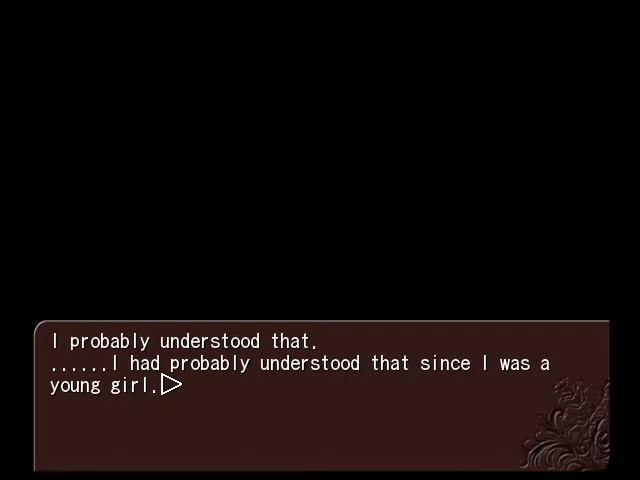 I probably understood that.
......I had probably understood that since I was a
young girl.